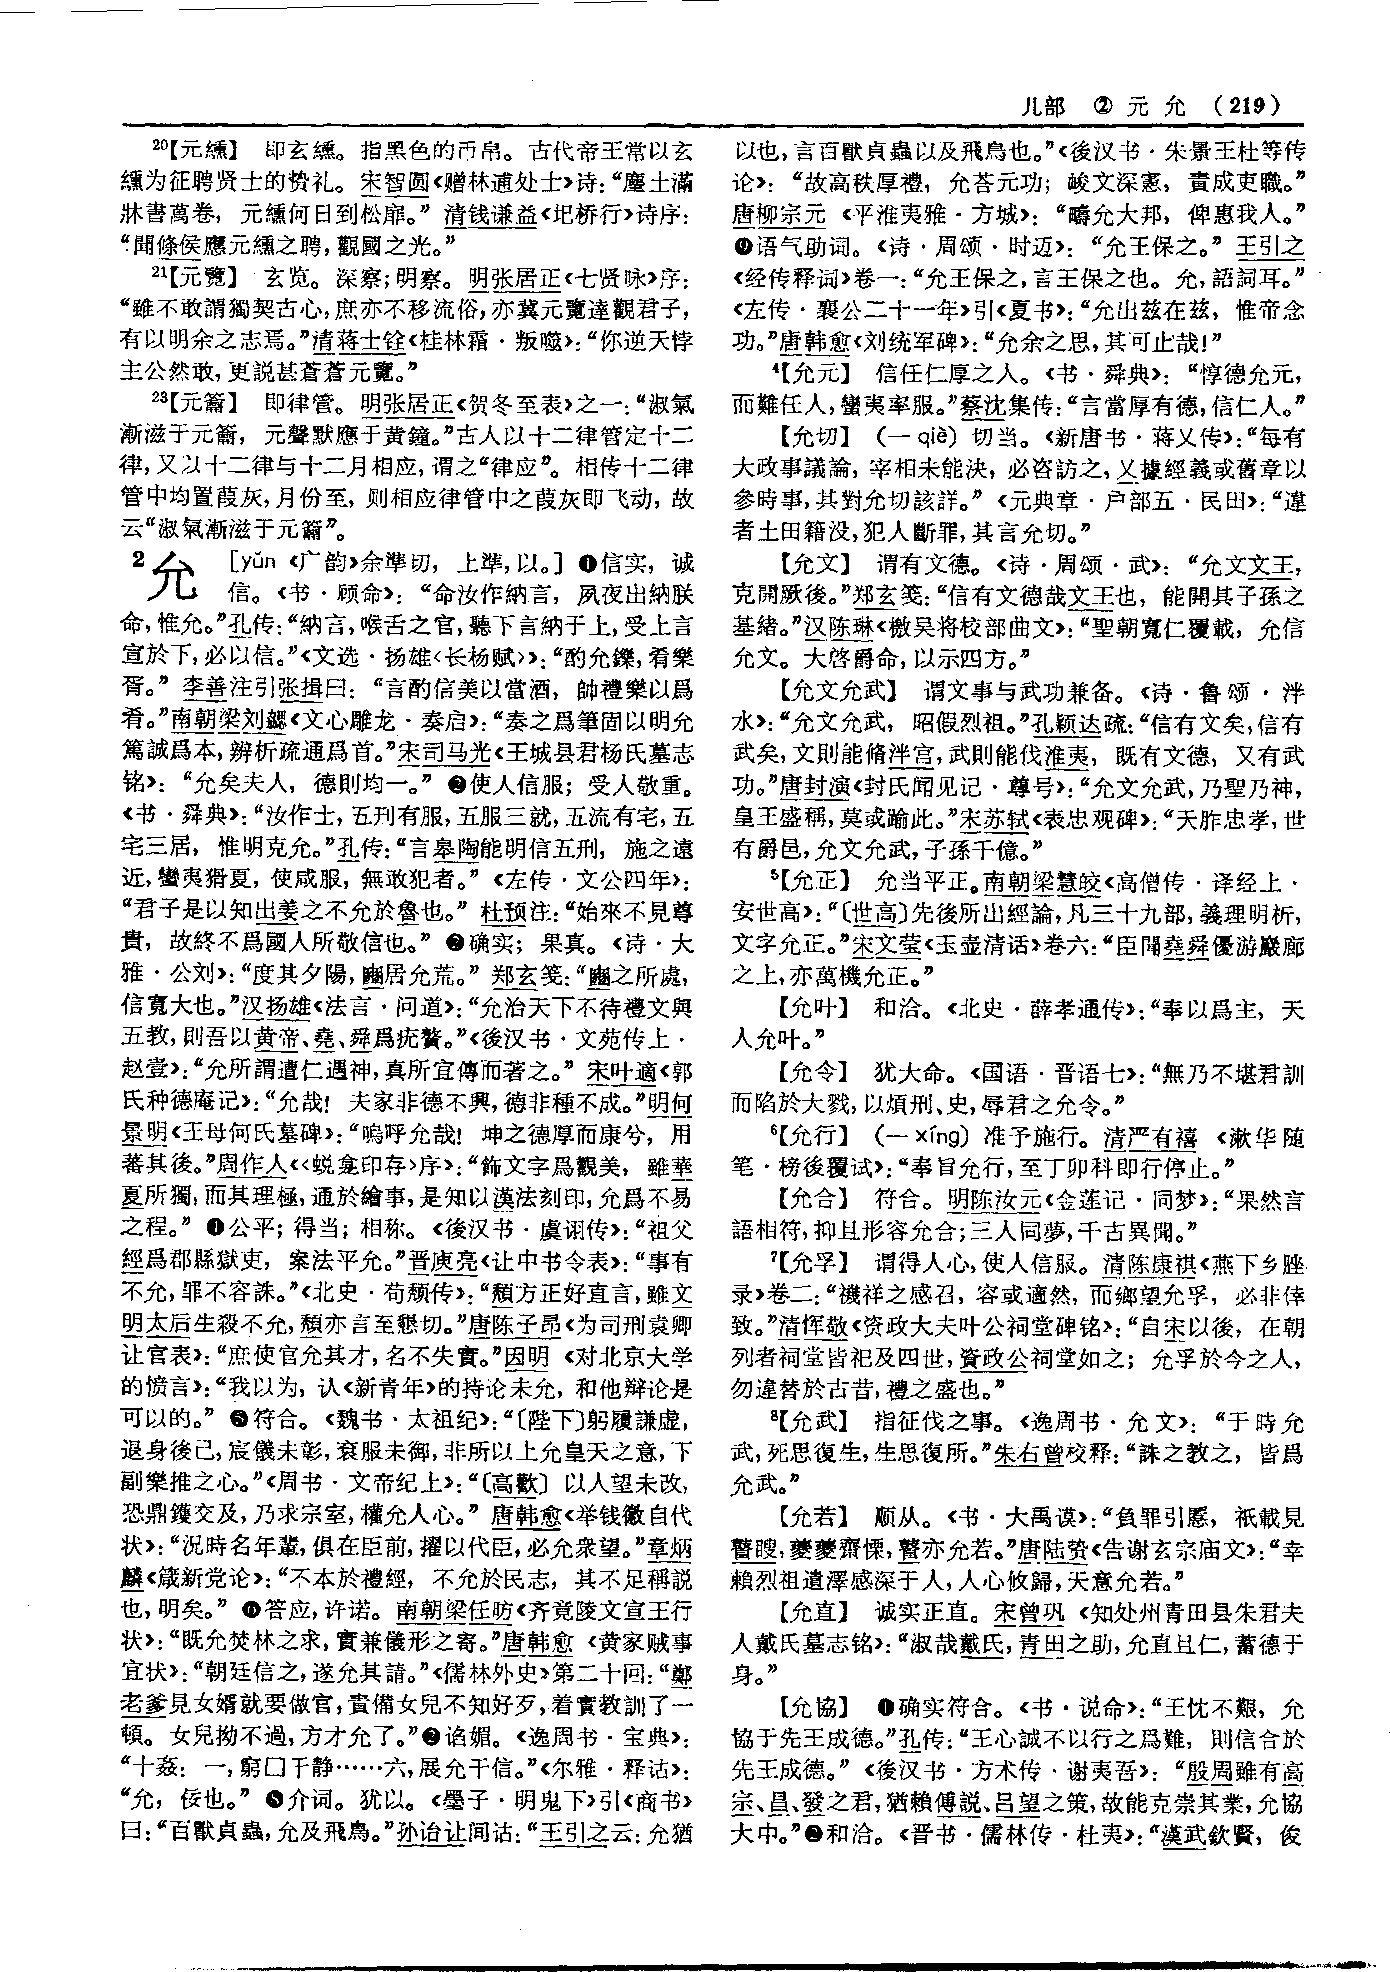 儿部 ② 元 允 (219)
²⁰【元纁】 即玄纁。指黑色的币帛。古代帝王常以玄
纁为征聘贤士的贽礼。宋智圆《赠林逋处士》诗：“塵土滿
牀書萬卷，元纁何日到松扉。”清钱谦益《圯桥行》诗序：
“聞條侯應元纁之聘，觀國之光。”
²¹【元覽】 玄览。深察；明察。明张居正《七贤咏》序：
“雖不敢謂獨契古心，庶亦不移流俗，亦冀元覽達觀君子，
有以明余之志焉。”清蒋士铨《桂林霜·叛噬》：“你逆天悖
主公然敢，更説甚蒼蒼元覽。”
²³【元籥】 即律管。明张居正《贺冬至表》之一：“淑氣
漸滋于元籥，元聲默應于黄鐘。”古人以十二律管定十二
律，又以十二律与十二月相应，谓之“律应”。相传十二律
管中均置葭灰，月份至，则相应律管中之葭灰即飞动，故
云“淑氣漸滋于元籥”。
2允 ［yǔn《广韵》余準切，上準，以。］❶信实，诚
信。《书·顾命》：“命汝作納言，夙夜出納朕
命，惟允。”孔传：“納言，喉舌之官，聽下言納于上，受上言
宣於下，必以信。”《文选·扬雄〈长杨赋〉》：“酌允鑠，肴樂
胥。”李善注引张揖曰：“言酌信美以當酒，帥禮樂以爲
肴。”南朝梁刘勰《文心雕龙·奏启》：“奏之爲筆固以明允
篤誠爲本，辨析疏通爲首。”宋司马光《王城县君杨氏墓志
铭》：“允矣夫人，德則均一。”❷使人信服；受人敬重。
《书·舜典》：“汝作士，五刑有服，五服三就，五流有宅，五
宅三居，惟明克允。”孔传：“言皋陶能明信五刑，施之遠
近，蠻夷猾夏，使咸服，無敢犯者。”《左传·文公四年》：
“君子是以知出姜之不允於魯也。”杜预注：“始來不見尊
貴，故終不爲國人所敬信也。”❸确实；果真。《诗·大
雅·公刘》：“度其夕陽，豳居允荒。”郑玄笺：“豳之所處，
信寬大也。”汉扬雄《法言·问道》：“允治天下不待禮文與
五教，則吾以黄帝、堯、舜爲疣贅。”《後汉书·文苑传上·
赵壹》：“允所謂遭仁遇神，真所宜傳而著之。”宋叶適《郭
氏种德庵记》：“允哉！夫家非德不興，德非種不成。”明何
景明《王母何氏墓碑》：“嗚呼允哉！坤之德厚而康兮，用
蕃其後。”周作人《〈蜕龛印存〉序》：“飾文字爲觀美，雖華
夏所獨，而其理極，通於繪事，是知以漢法刻印，允爲不易
之程。”❹公平；得当；相称。《後汉书·虞诩传》：“祖父
經爲郡縣獄吏，案法平允。”晋庾亮《让中书令表》：“事有
不允，罪不容誅。”《北史·苟颓传》：“頽方正好直言，雖文
明太后生殺不允，頽亦言至懇切。”唐陈子昂《为司刑袁卿
让官表》：“庶使官允其才，名不失實。”因明《对北京大学
的愤言》：“我以为，认《新青年》的持论未允，和他辩论是
可以的。”❺符合。《魏书·太祖纪》：“〔陛下〕躬履謙虚，
退身後己，宸儀未彰，衮服未御，非所以上允皇天之意，下
副樂推之心。”《周书·文帝纪上》：“〔高歡〕以人望未改，
恐鼎鑊交及，乃求宗室，權允人心。”唐韩愈《举钱徽自代
状》：“況時名年輩，俱在臣前，擢以代臣，必允衆望。”章炳
麟《箴新党论》：“不本於禮經，不允於民志，其不足稱説
也，明矣。”❻答应，许诺。南朝梁任昉《齐竟陵文宣王行
状》：“既允焚林之求，實兼儀形之寄。”唐韩愈《黄家贼事
宜状》：“朝廷信之，遂允其請。”《儒林外史》第二十回：“鄭
老爹見女婿就要做官，責備女兒不知好歹，着實教訓了一
頓。女兒拗不過，方才允了。”❼谄媚。《逸周书·宝典》：
“十姦：一，窮□干静……六，展允干信。”《尔雅·释诂》：
“允，佞也。”❽介词。犹以。《墨子·明鬼下》引《商书》
曰：“百獸貞蟲，允及飛鳥。”孙诒让间诂：“王引之云：允猶
以也，言百獸貞蟲以及飛鳥也。”《後汉书·朱景王杜等传
论》：“故高秩厚禮，允荅元功；峻文深憲，責成吏職。”
唐柳宗元《平淮夷雅·方城》：“疇允大邦，俾惠我人。”
❾语气助词。《诗·周颂·时迈》：“允王保之。”王引之
《经传释词》卷一：“允王保之，言王保之也。允，語詞耳。”
《左传·襄公二十一年》引《夏书》：“允出兹在兹，惟帝念
功。”唐韩愈《刘统军碑》：“允余之思，其可止哉！”
⁴【允元】 信任仁厚之人。《书·舜典》：“惇德允元，
而難任人，蠻夷率服。”蔡沈集传：“言當厚有德，信仁人。”
【允切】（—qiè）切当。《新唐书·蒋乂传》：“每有
大政事議論，宰相未能決，必咨訪之，乂據經義或舊章以
參時事，其對允切該詳。”《元典章·户部五·民田》：“違
者土田籍没，犯人斷罪，其言允切。”
【允文】 谓有文德。《诗·周颂·武》：“允文文王，
克開厥後。”郑玄笺：“信有文德哉文王也，能開其子孫之
基緒。”汉陈琳《檄吴将校部曲文》：“聖朝寬仁覆載，允信
允文。大啓爵命，以示四方。”
【允文允武】 谓文事与武功兼备。《诗·鲁颂·泮
水》：“允文允武，昭假烈祖。”孔颖达疏：“信有文矣，信有
武矣，文則能脩泮宫，武則能伐淮夷，既有文德，又有武
功。”唐封演《封氏闻见记·尊号》：“允文允武，乃聖乃神，
皇王盛稱，莫或踰此。”宋苏轼《表忠观碑》：“天胙忠孝，世
有爵邑，允文允武，子孫千億。”
⁵【允正】 允当平正。南朝梁慧皎《高僧传·译经上·
安世高》：“〔世高〕先後所出經論，凡三十九部，義理明析，
文字允正。”宋文莹《玉壶清话》卷六：“臣聞堯舜優游巖廊
之上，亦萬機允正。”
【允叶】 和洽。《北史·薛孝通传》：“奉以爲主，天
人允叶。”
【允令】 犹大命。《国语·晋语七》：“無乃不堪君訓
而陷於大戮，以煩刑、史，辱君之允令。”
⁶【允行】（—xíng）准予施行。清严有禧《漱华随
笔·榜後覆试》：“奉旨允行，至丁卯科即行停止。”
【允合】 符合。明陈汝元《金莲记·同梦》：“果然言
語相符，抑且形容允合；三人同夢，千古異聞。”
⁷【允孚】 谓得人心，使人信服。清陈康祺《燕下乡脞
录》卷二：“禨祥之感召，容或適然，而鄉望允孚，必非倖
致。”清恽敬《资政大夫叶公祠堂碑铭》：“自宋以後，在朝
列者祠堂皆祀及四世，資政公祠堂如之；允孚於今之人，
勿違替於古昔，禮之盛也。”
⁸【允武】 指征伐之事。《逸周书·允文》：“于時允
武，死思復生，生思復所。”朱右曾校释：“誅之教之，皆爲
允武。”
【允若】 顺从。《书·大禹谟》：“負罪引慝，祇載見
瞽瞍，夔夔齋慄，瞽亦允若。”唐陆贽《告谢玄宗庙文》：“幸
賴烈祖遺澤感深于人，人心攸歸，天意允若。”
【允直】 诚实正直。宋曾巩《知处州青田县朱君夫
人戴氏墓志铭》：“淑哉戴氏，青田之助，允直且仁，蓄德于
身。”
【允協】 ❶确实符合。《书·说命》：“王忱不艱，允
協于先王成德。”孔传：“王心誠不以行之爲難，則信合於
先王成德。”《後汉书·方术传·谢夷吾》：“殷周雖有高
宗、昌、發之君，猶賴傅説、吕望之策，故能克崇其業，允協
大中。”❷和洽。《晋书·儒林传·杜夷》：“漢武欽賢，俊